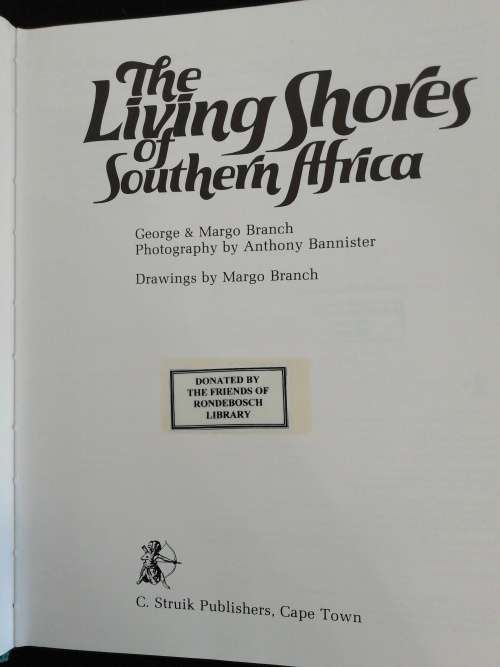 The
Living Shores
of
Southern Africa
George & Margo Branch
Photography by Anthony Bannister
Drawings by Margo Branch
DONATED BY
THE FRIENDS OF
RONDEBOSCH
LIBRARY
C. Struik Publishers, Cape Town